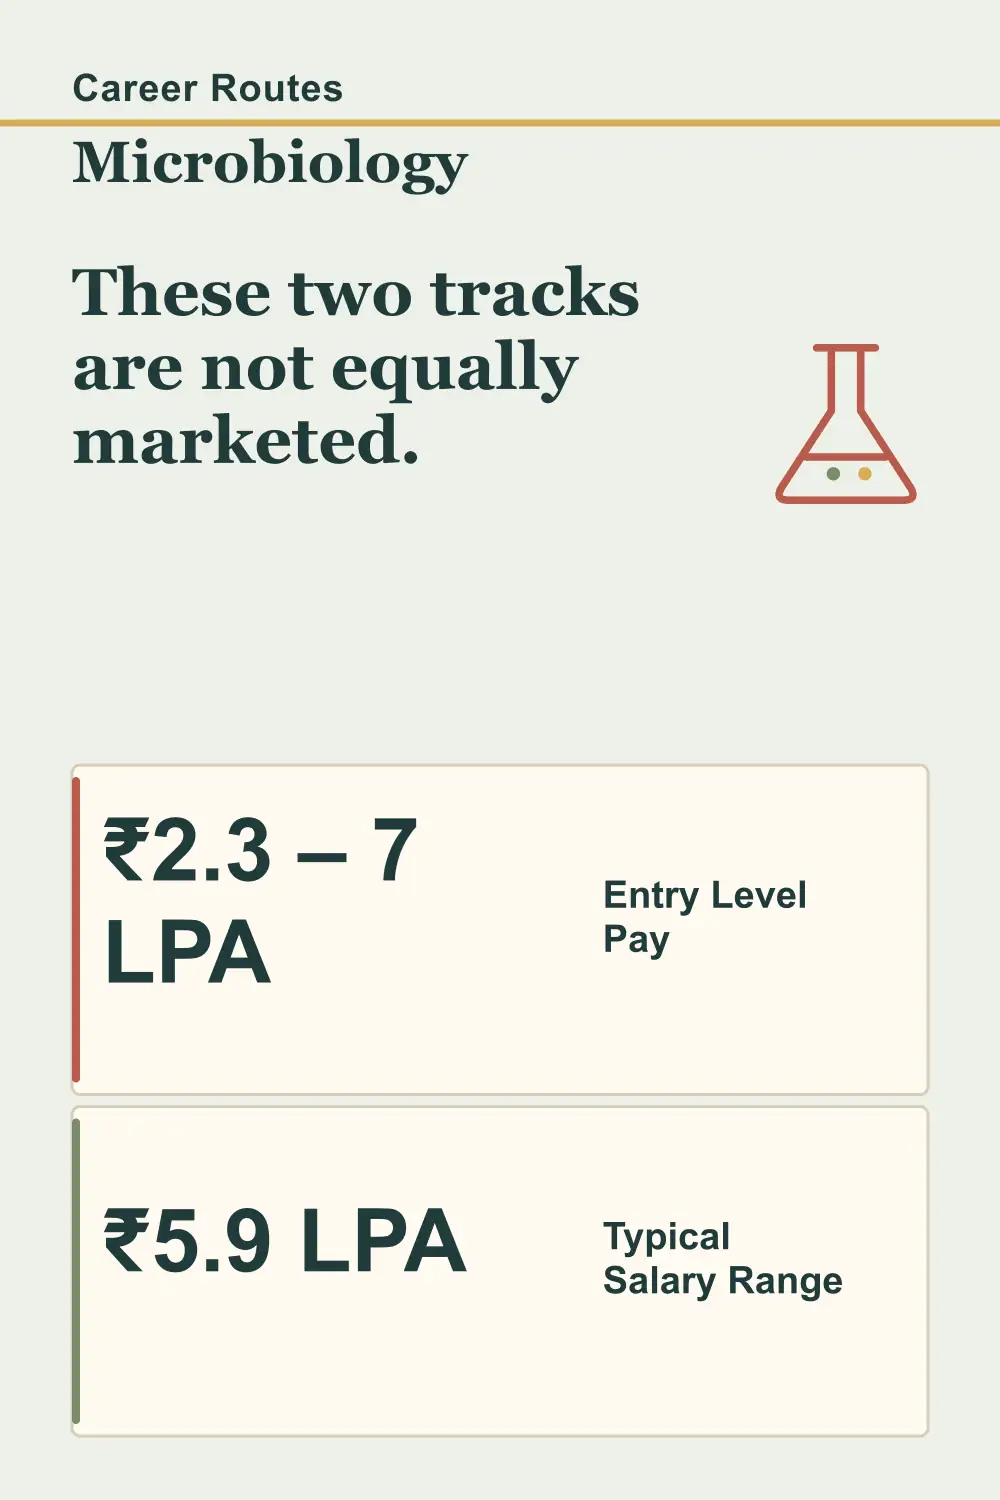 Career Routes
Microbiology
These two tracks
are not equally
marketed.
₹2.3 – 7
LPA
Entry Level
Pay
₹5.9 LPA
Typical
Salary Range